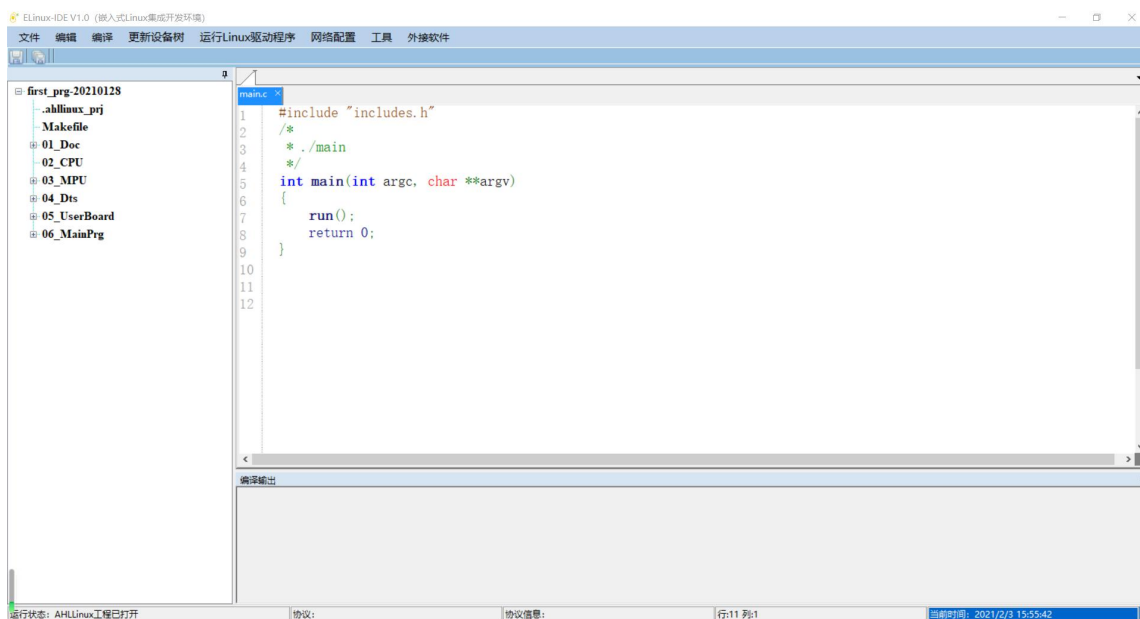 ELinux-IDE V1.0 (嵌入式Linux集成开发环境)
文件 编辑 编译 更新设备树 运行Linux驱动程序 网络配置 工具 外接软件
first_prg-20210128
.ahllinux_prj
Makefile
01_Doc
02_CPU
03_MPU
04_Dts
05_UserBoard
06_MainPrg
main.c ×
1 #include "includes.h"
2 /*
3 * ./main
4 */
5 int main(int argc, char **argv)
6 {
7 run();
8 return 0;
9 }
10
11
12
编译输出
运行状态: AHLLinux工程已打开 协议: 协议信息: 行:11 列:1 当前时间: 2021/2/3 15:55:42